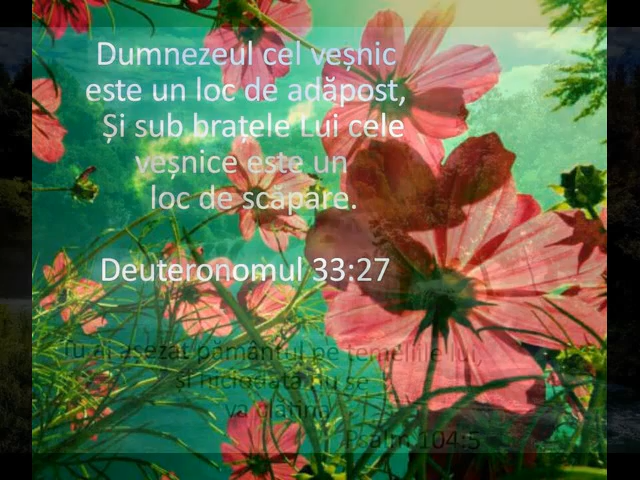 Dumnezeul cel veșnic
este un loc de adăpost,
Și sub brațele Lui cele
veșnice este un
loc de scăpare.
Deuteronomul 33:27
Tu ai așezat pământul pe temeliile lui,
și niciodată nu se
va clătina
Psalm 104:5